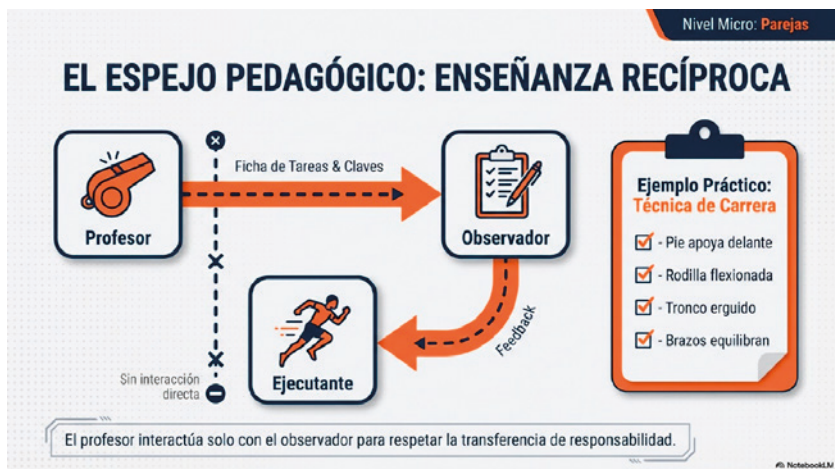 Nivel Micro: Parejas
EL ESPEJO PEDAGÓGICO: ENSEÑANZA RECÍPROCA
Ficha de Tareas & Claves
Profesor
Observador
Feedback
Ejecutante
Sin interacción
directa
Ejemplo Práctico:
Técnica de Carrera
- Pie apoya delante
- Rodilla flexionada
- Tronco erguido
- Brazos equilibran
El profesor interactúa solo con el observador para respetar la transferencia de responsabilidad.
NotebookLM